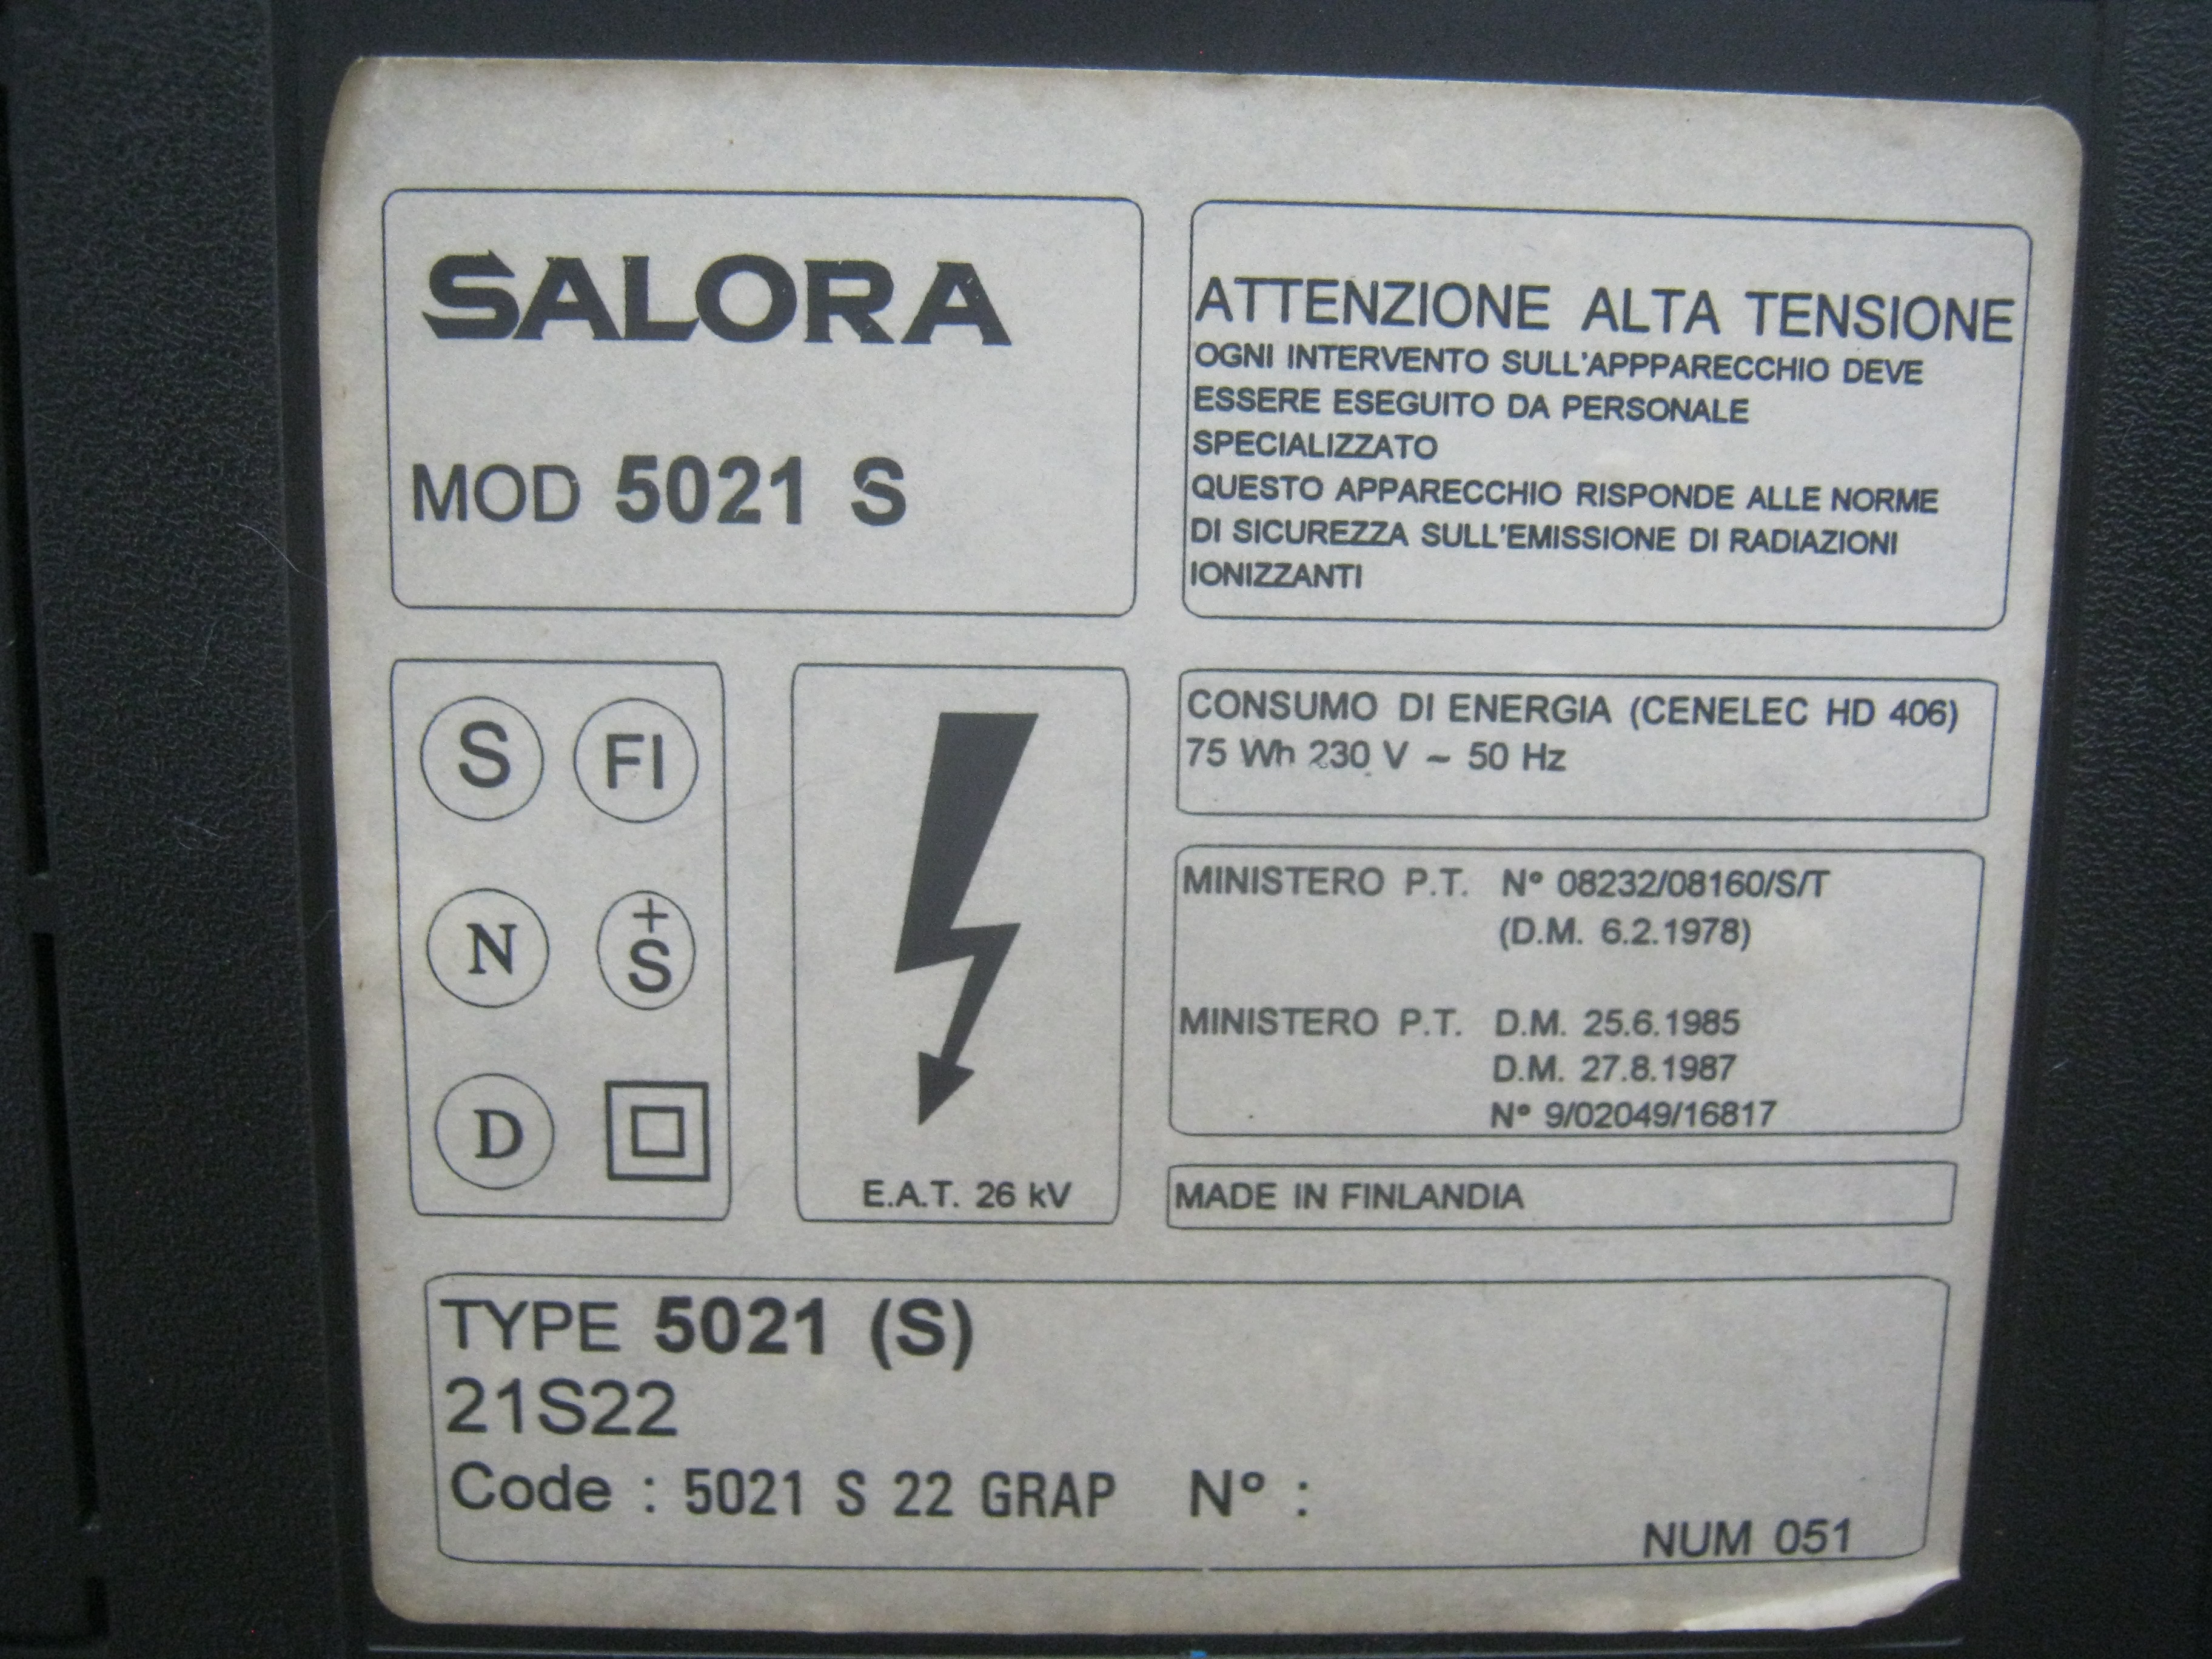 SALORA
MOD 5021 S
ATTENZIONE ALTA TENSIONE
OGNI INTERVENTO SULL'APPPARECCHIO DEVE
ESSERE ESEGUITO DA PERSONALE
SPECIALIZZATO
QUESTO APPARECCHIO RISPONDE ALLE NORME
DI SICUREZZA SULL'EMISSIONE DI RADIAZIONI
IONIZZANTI
S FI
N +S
D
E.A.T. 26 kV
CONSUMO DI ENERGIA (CENELEC HD 406)
75 Wh 230 V ~ 50 Hz
MINISTERO P.T. N° 08232/08160/S/T
(D.M. 6.2.1978)
MINISTERO P.T. D.M. 25.6.1985
D.M. 27.8.1987
N° 9/02049/16817
MADE IN FINLANDIA
TYPE 5021 (S)
21S22
Code : 5021 S 22 GRAP N° :
NUM 051